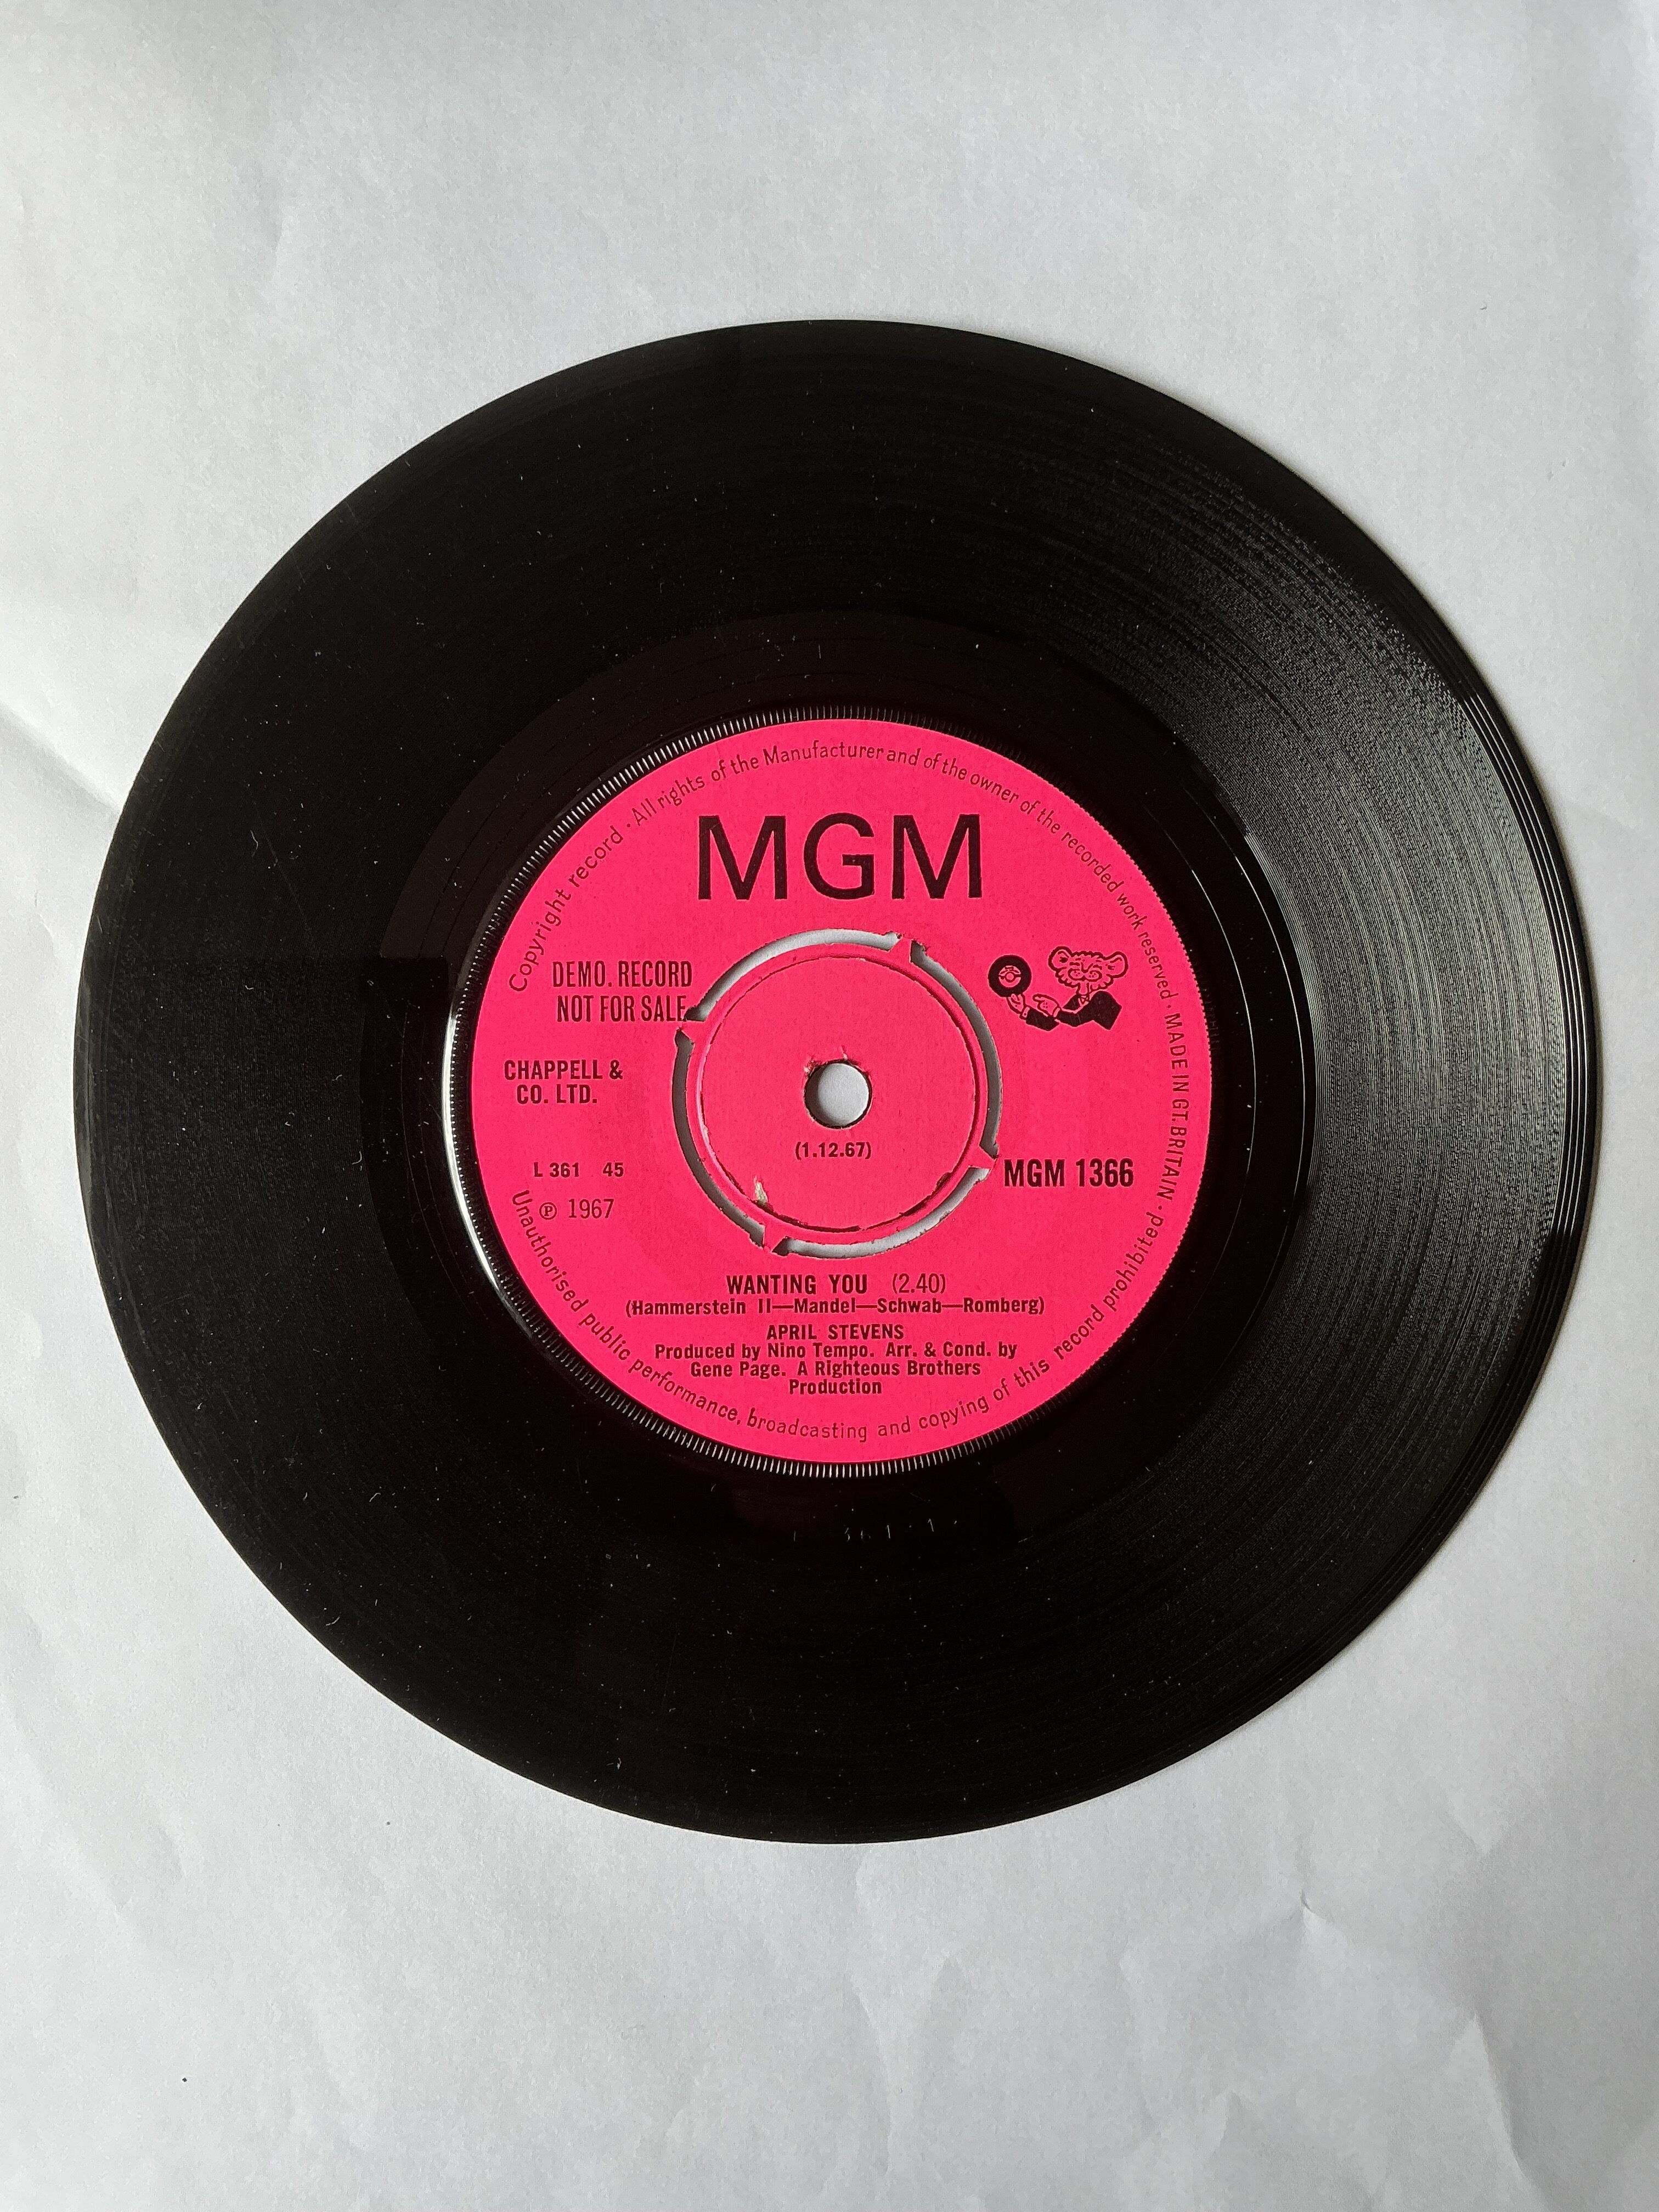 Copyright record · All rights of the Manufacturer and of the owner of the recorded work reserved · MADE IN GT. BRITAIN ·
MGM
DEMO. RECORD
NOT FOR SALE
CHAPPELL &
CO. LTD.
(1.12.67)
L 361 45
MGM 1366
℗ 1967
WANTING YOU (2.40)
(Hammerstein II—Mandel—Schwab—Romberg)
APRIL STEVENS
Produced by Nino Tempo. Arr. & Cond. by
Gene Page. A Righteous Brothers
Production
Unauthorised public performance, broadcasting and copying of this record prohibited ·